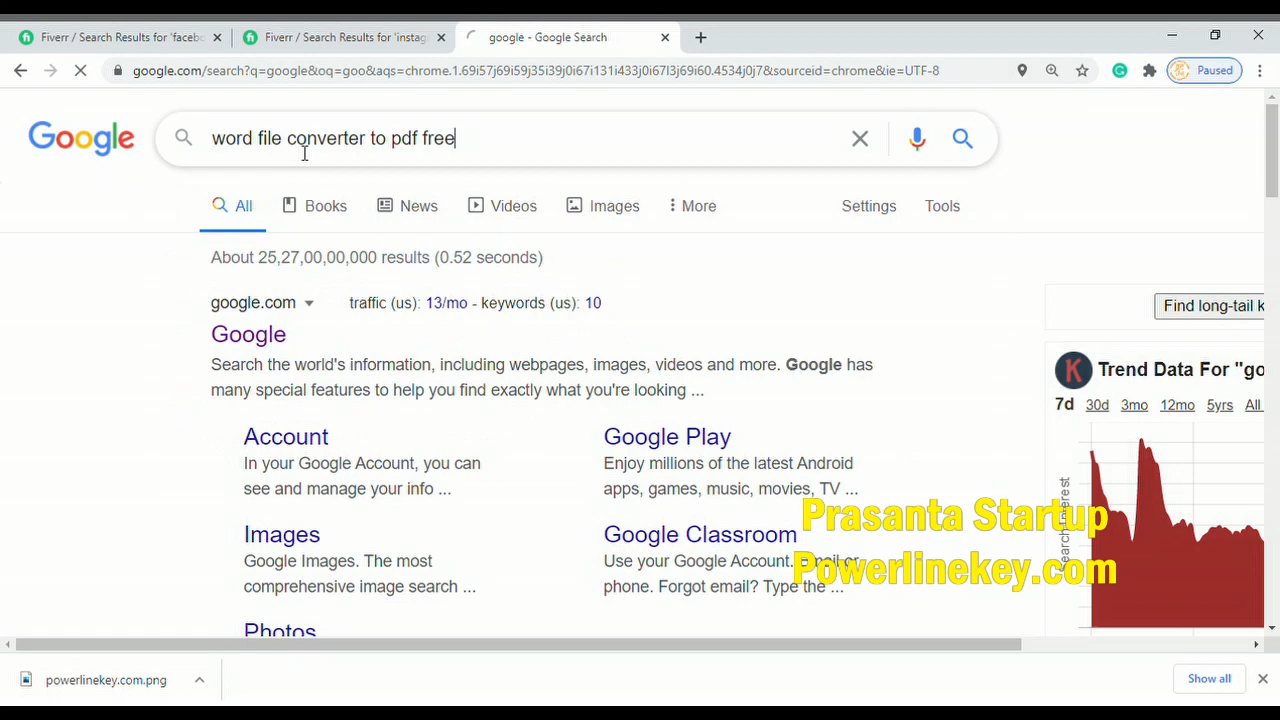 Fiverr / Search Results for 'facebo
Fiverr / Search Results for 'instag
google - Google Search
google.com/search?q=google&oq=goo&aqs=chrome.1.69i57j69i59j35i39j0i67i131i433j0i67l3j69i60.4534j0j7&sourceid=chrome&ie=UTF-8
Paused
Google
word file converter to pdf free
All
Books
News
Videos
Images
More
Settings
Tools
About 25,27,00,00,000 results (0.52 seconds)
google.com
traffic (us): 13/mo - keywords (us): 10
Find long-tail k
Google
Search the world's information, including webpages, images, videos and more. Google has
many special features to help you find exactly what you're looking ...
K
Trend Data For "go
7d 30d 3mo 12mo 5yrs All
Search Interest
Account
In your Google Account, you can
see and manage your info ...
Google Play
Enjoy millions of the latest Android
apps, games, music, movies, TV ...
Images
Google Images. The most
comprehensive image search ...
Google Classroom
Use your Google Account. Email or
phone. Forgot email? Type the ...
Photos
Prasanta Startup
Powerlinekey.com
powerlinekey.com.png
Show all